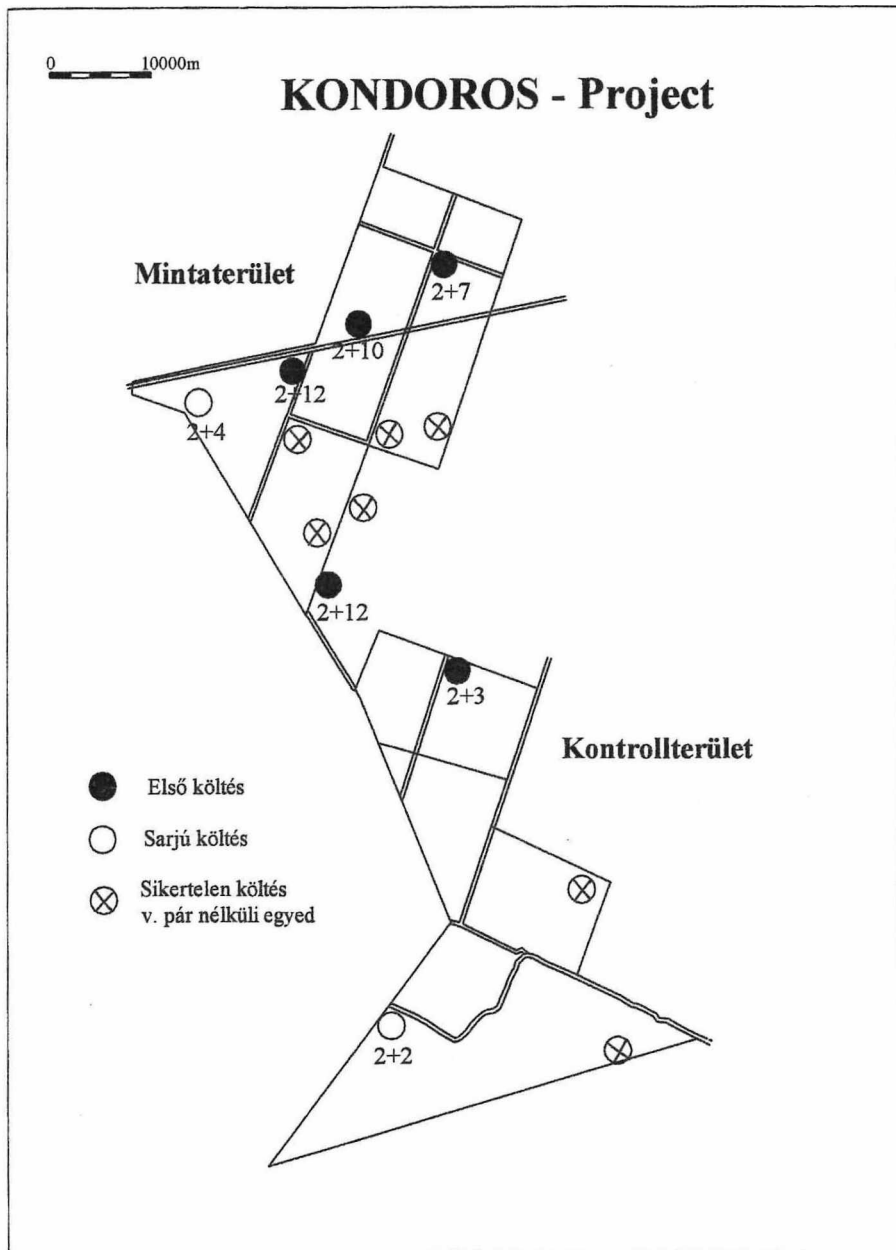 0 10000m
KONDOROS - Project
Mintaterület
2+7
2+10
2+12
2+4
2+12
2+3
Kontrollterület
Első költés
Sarjú költés
Sikertelen költés
v. pár nélküli egyed
2+2